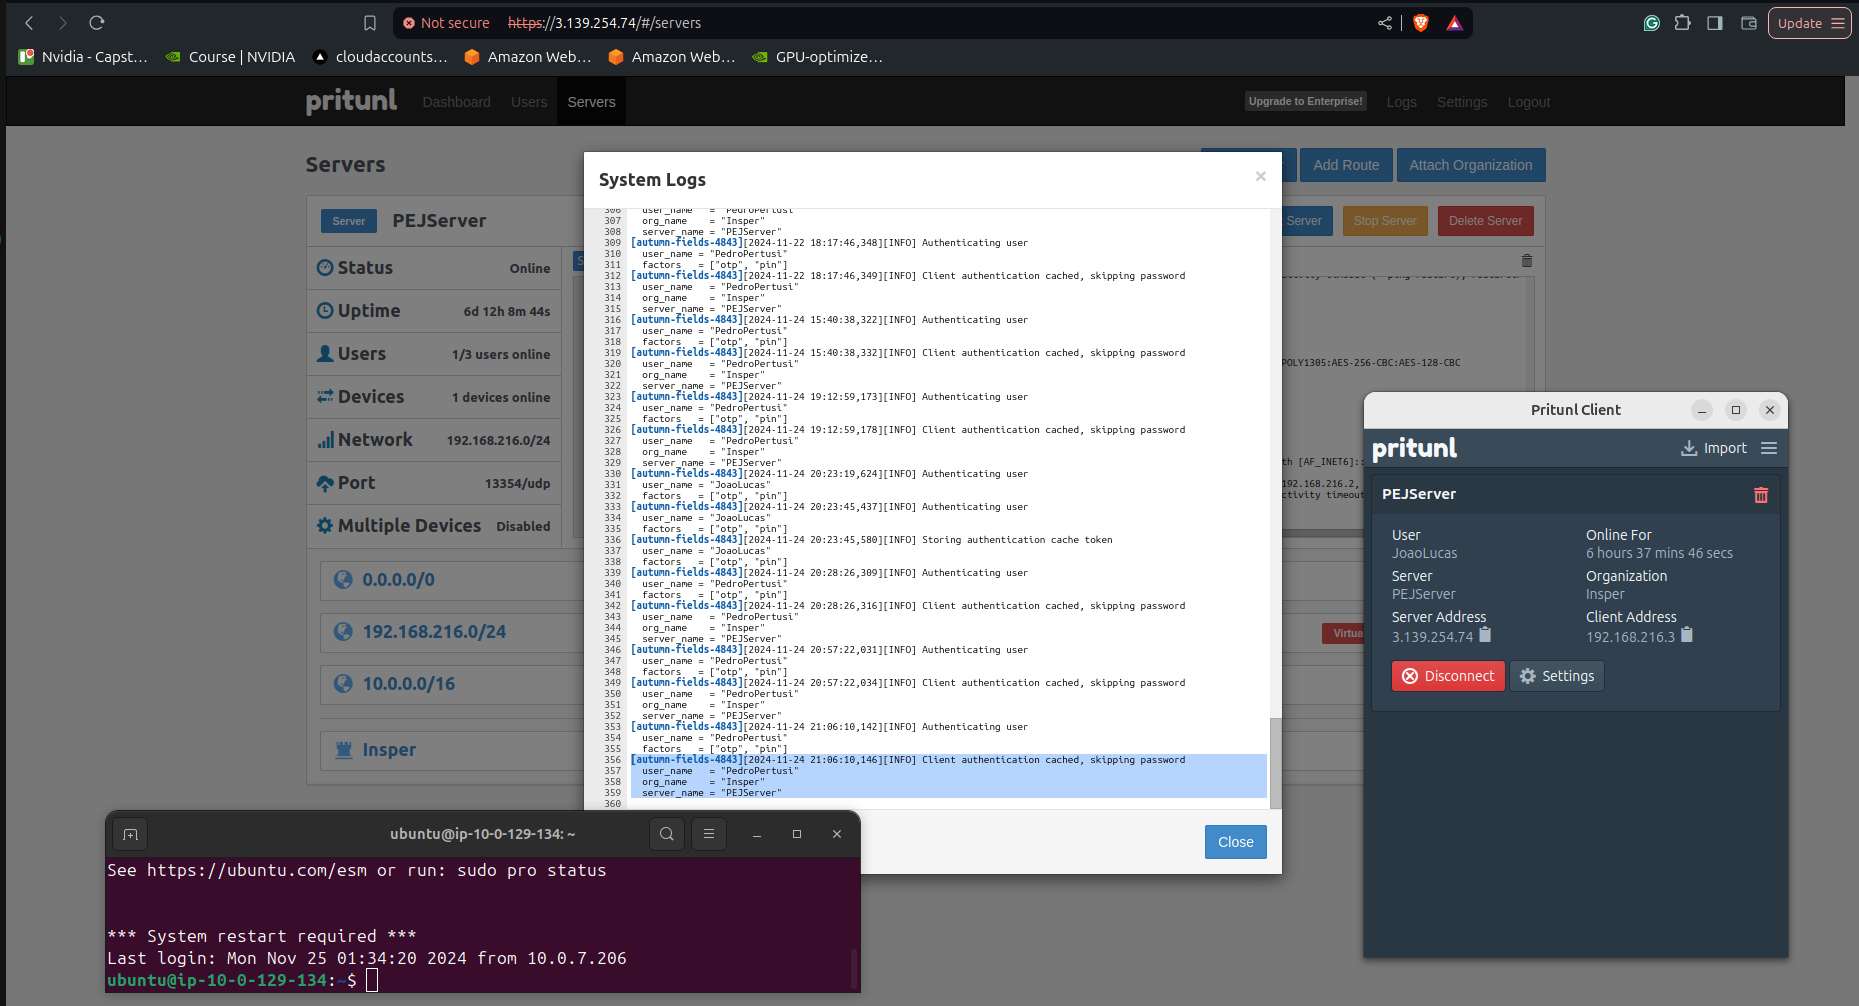 Not secure https://3.139.254.74/#/servers
Update
Nvidia - Capst… Course | NVIDIA cloudaccounts… Amazon Web… Amazon Web… GPU-optimize…
pritunl Dashboard Users Servers Upgrade to Enterprise! Logs Settings Logout
Servers
Add Route Attach Organization
Server PEJServer
Server Stop Server Delete Server
Status Online
Uptime 6d 12h 8m 44s
Users 1/3 users online
Devices 1 devices online
Network 192.168.216.0/24
Port 13354/udp
Multiple Devices Disabled
0.0.0.0/0
192.168.216.0/24
Virtua
10.0.0.0/16
Insper
POLY1305:AES-256-CBC:AES-128-CBC
th [AF_INET6]::
192.168.216.2,
ctivity timeout
System Logs
×
306 user_name = "PedroPertusi"
307 org_name = "Insper"
308 server_name = "PEJServer"
309 [autumn-fields-4843][2024-11-22 18:17:46,348][INFO] Authenticating user
310 user_name = "PedroPertusi"
311 factors = ["otp", "pin"]
312 [autumn-fields-4843][2024-11-22 18:17:46,349][INFO] Client authentication cached, skipping password
313 user_name = "PedroPertusi"
314 org_name = "Insper"
315 server_name = "PEJServer"
316 [autumn-fields-4843][2024-11-24 15:40:38,322][INFO] Authenticating user
317 user_name = "PedroPertusi"
318 factors = ["otp", "pin"]
319 [autumn-fields-4843][2024-11-24 15:40:38,332][INFO] Client authentication cached, skipping password
320 user_name = "PedroPertusi"
321 org_name = "Insper"
322 server_name = "PEJServer"
323 [autumn-fields-4843][2024-11-24 19:12:59,173][INFO] Authenticating user
324 user_name = "PedroPertusi"
325 factors = ["otp", "pin"]
326 [autumn-fields-4843][2024-11-24 19:12:59,178][INFO] Client authentication cached, skipping password
327 user_name = "PedroPertusi"
328 org_name = "Insper"
329 server_name = "PEJServer"
330 [autumn-fields-4843][2024-11-24 20:23:19,624][INFO] Authenticating user
331 user_name = "JoaoLucas"
332 factors = ["otp", "pin"]
333 [autumn-fields-4843][2024-11-24 20:23:45,437][INFO] Authenticating user
334 user_name = "JoaoLucas"
335 factors = ["otp", "pin"]
336 [autumn-fields-4843][2024-11-24 20:23:45,580][INFO] Storing authentication cache token
337 user_name = "JoaoLucas"
338 factors = ["otp", "pin"]
339 [autumn-fields-4843][2024-11-24 20:28:26,309][INFO] Authenticating user
340 user_name = "PedroPertusi"
341 factors = ["otp", "pin"]
342 [autumn-fields-4843][2024-11-24 20:28:26,316][INFO] Client authentication cached, skipping password
343 user_name = "PedroPertusi"
344 org_name = "Insper"
345 server_name = "PEJServer"
346 [autumn-fields-4843][2024-11-24 20:57:22,031][INFO] Authenticating user
347 user_name = "PedroPertusi"
348 factors = ["otp", "pin"]
349 [autumn-fields-4843][2024-11-24 20:57:22,034][INFO] Client authentication cached, skipping password
350 user_name = "PedroPertusi"
351 org_name = "Insper"
352 server_name = "PEJServer"
353 [autumn-fields-4843][2024-11-24 21:06:10,142][INFO] Authenticating user
354 user_name = "PedroPertusi"
355 factors = ["otp", "pin"]
356 [autumn-fields-4843][2024-11-24 21:06:10,146][INFO] Client authentication cached, skipping password
357 user_name = "PedroPertusi"
358 org_name = "Insper"
359 server_name = "PEJServer"
360
Close
Pritunl Client
pritunl Import
PEJServer
User Online For
JoaoLucas 6 hours 37 mins 46 secs
Server Organization
PEJServer Insper
Server Address Client Address
3.139.254.74 192.168.216.3
Disconnect Settings
ubuntu@ip-10-0-129-134: ~
See https://ubuntu.com/esm or run: sudo pro status
*** System restart required ***
Last login: Mon Nov 25 01:34:20 2024 from 10.0.7.206
ubuntu@ip-10-0-129-134:~$